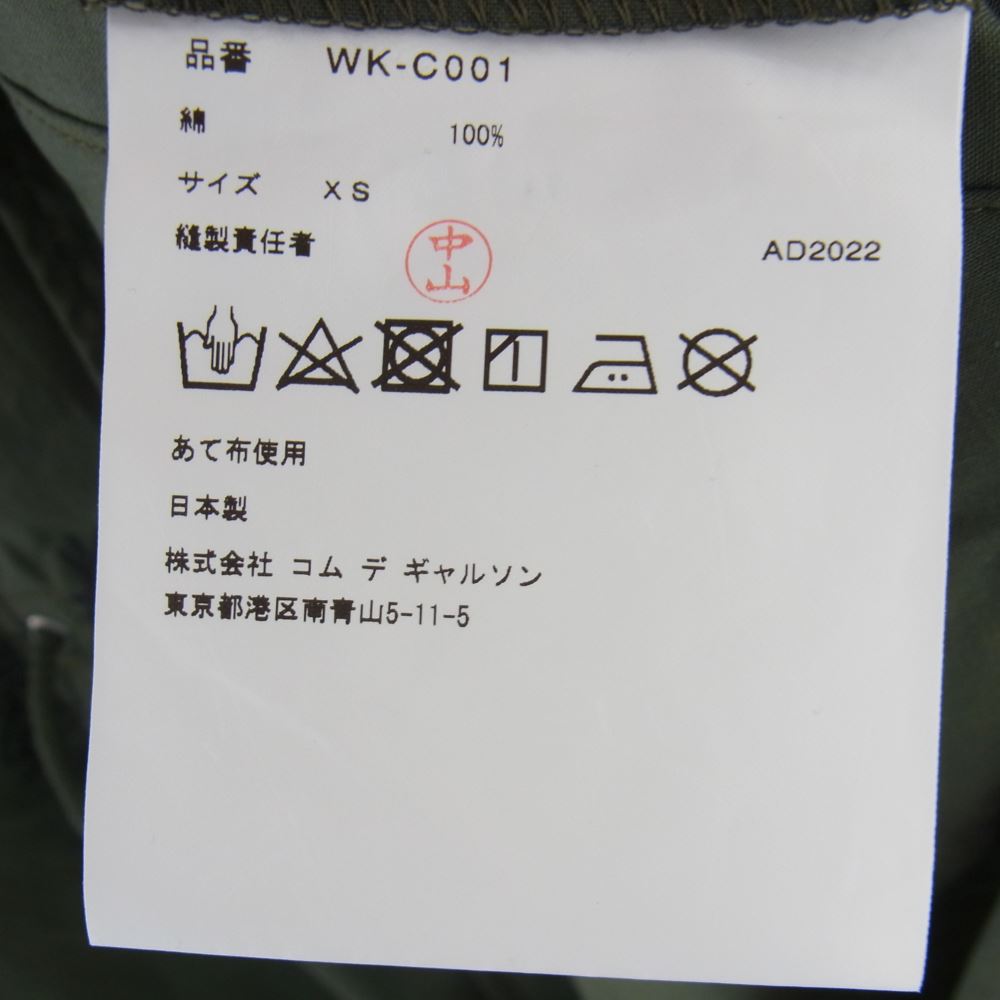 品番 WK-C001
綿 100%
サイズ XS
縫製責任者 中山 AD2022
あて布使用
日本製
株式会社 コム デ ギャルソン
東京都港区南青山5-11-5